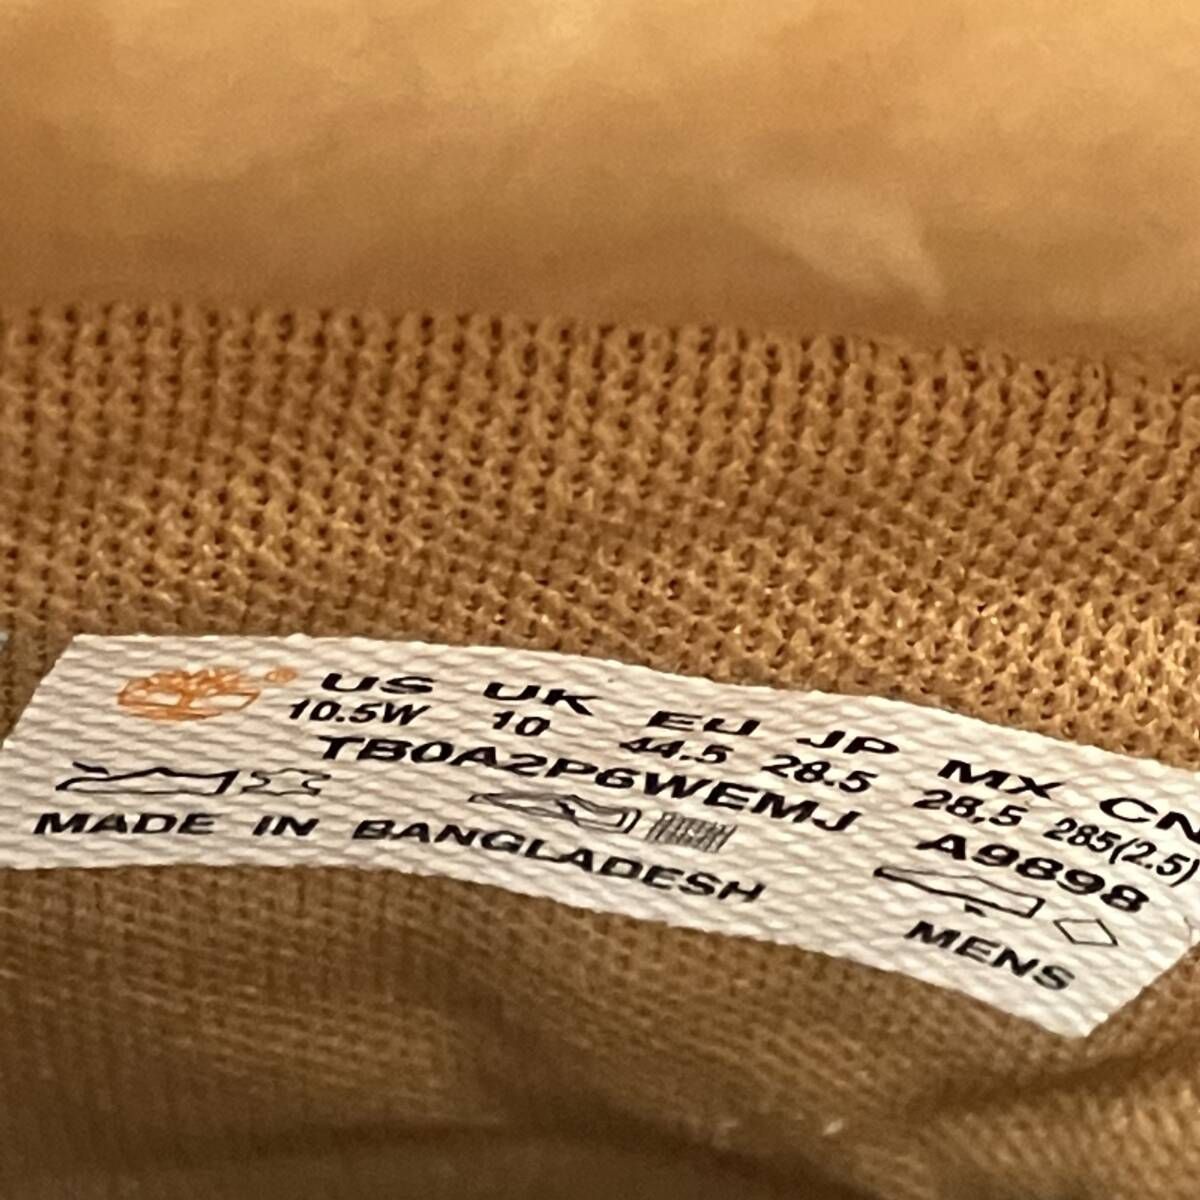 US UK EU JP MX CN
10.5W 10 44.5 28.5 28,5 285(2.5)
TB0A2P6WEMJ A9898
MADE IN BANGLADESH MENS